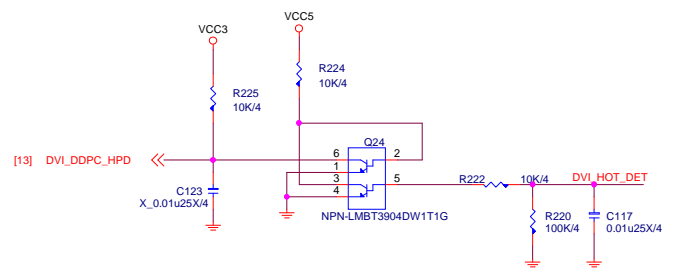 VCC3
VCC5
R225
10K/4
R224
10K/4
[13] DVI_DDPC_HPD
C123
X_0.01u25X/4
Q24
6
1
3
4
2
5
NPN-LMBT3904DW1T1G
R222 10K/4
DVI_HOT_DET
R220
100K/4
C117
0.01u25X/4